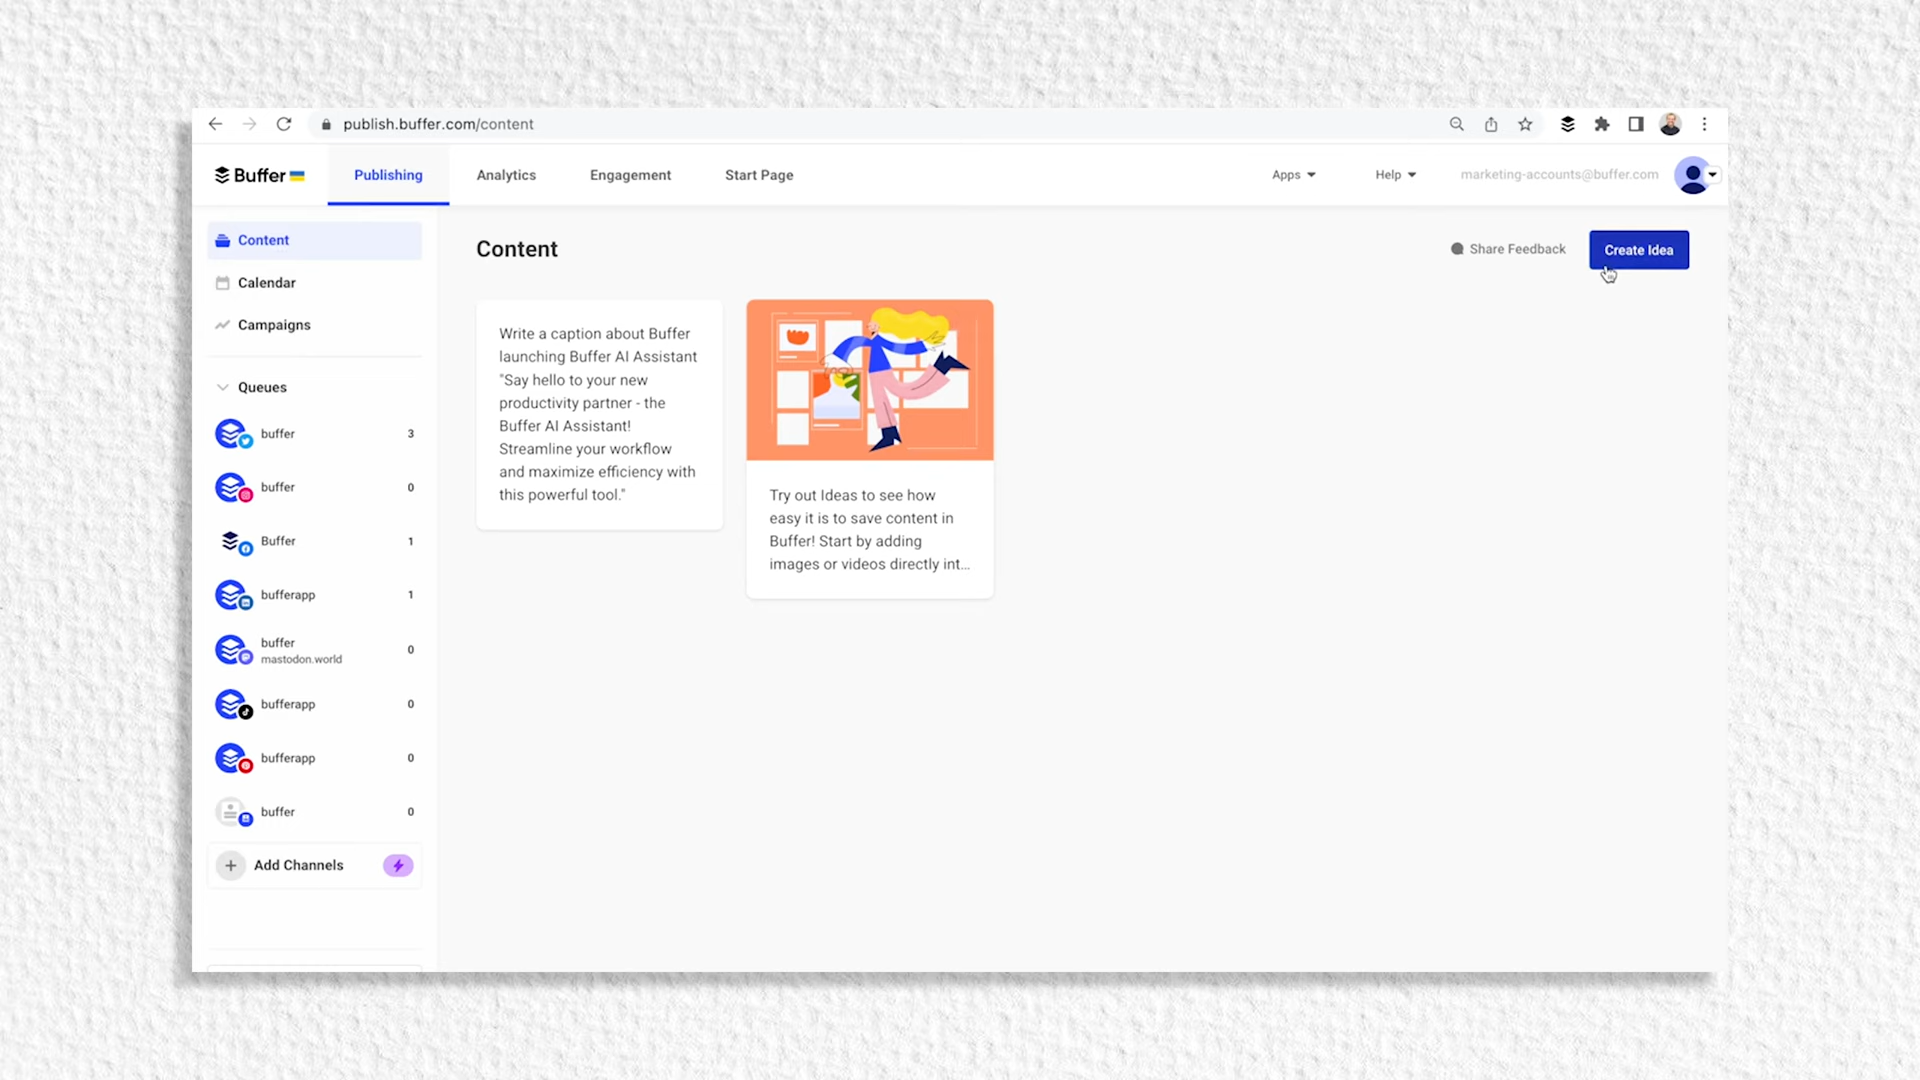 publish.buffer.com/content
Buffer
Publishing
Analytics
Engagement
Start Page
Apps
Help
marketing-accounts@buffer.com
Content
Calendar
Campaigns
Queues
buffer 3
buffer 0
Buffer 1
bufferapp 1
buffer
mastodon.world 0
bufferapp 0
bufferapp 0
buffer 0
Add Channels
Content
Share Feedback
Create Idea
Write a caption about Buffer
launching Buffer AI Assistant
"Say hello to your new
productivity partner - the
Buffer AI Assistant!
Streamline your workflow
and maximize efficiency with
this powerful tool."
Try out Ideas to see how
easy it is to save content in
Buffer! Start by adding
images or videos directly int...